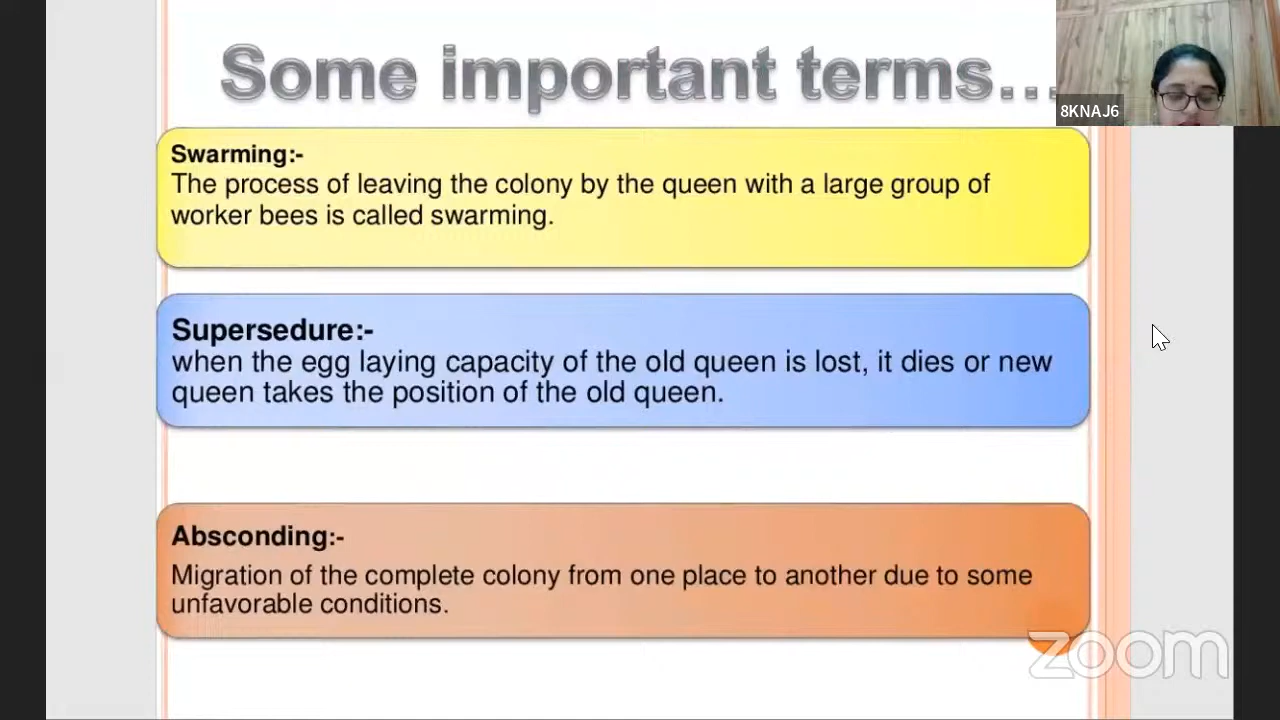 Some important terms...
8KNAJ6
Swarming:-
The process of leaving the colony by the queen with a large group of
worker bees is called swarming.
Supersedure:-
when the egg laying capacity of the old queen is lost, it dies or new
queen takes the position of the old queen.
Absconding:-
Migration of the complete colony from one place to another due to some
unfavorable conditions.
zoom